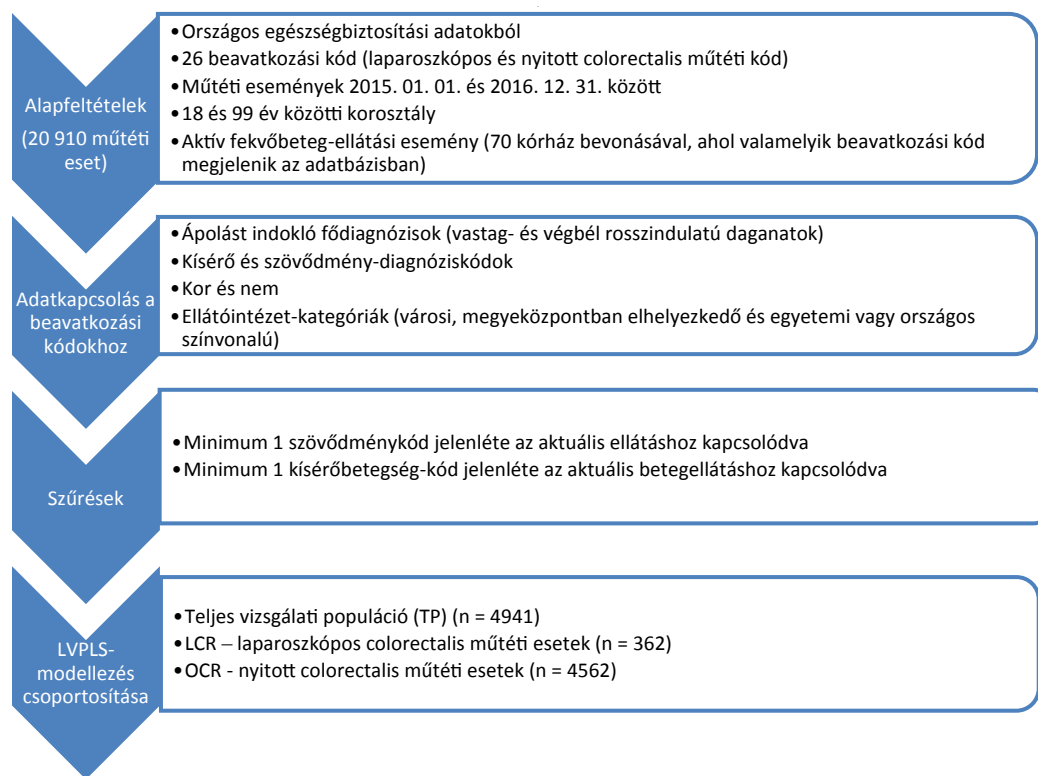 Alapfeltételek
(20 910 műtéti
eset)
•Országos egészségbiztosítási adatokból
•26 beavatkozási kód (laparoszkópos és nyitott colorectalis műtéti kód)
•Műtéti események 2015. 01. 01. és 2016. 12. 31. között
•18 és 99 év közötti korosztály
•Aktív fekvőbeteg-ellátási esemény (70 kórház bevonásával, ahol valamelyik beavatkozási kód
megjelenik az adatbázisban)
Adatkapcsolás a
beavatkozási
kódokhoz
•Ápolást indokló fődiagnózisok (vastag- és végbél rosszindulatú daganatok)
•Kísérő és szövődmény-diagnóziskódok
•Kor és nem
•Ellátóintézet-kategóriák (városi, megyeközpontban elhelyezkedő és egyetemi vagy országos
színvonalú)
Szűrések
•Minimum 1 szövődménykód jelenléte az aktuális ellátáshoz kapcsolódva
•Minimum 1 kísérőbetegség-kód jelenléte az aktuális betegellátáshoz kapcsolódva
LVPLS-
modellezés
csoportosítása
•Teljes vizsgálati populáció (TP) (n = 4941)
•LCR – laparoszkópos colorectalis műtéti esetek (n = 362)
•OCR - nyitott colorectalis műtéti esetek (n = 4562)